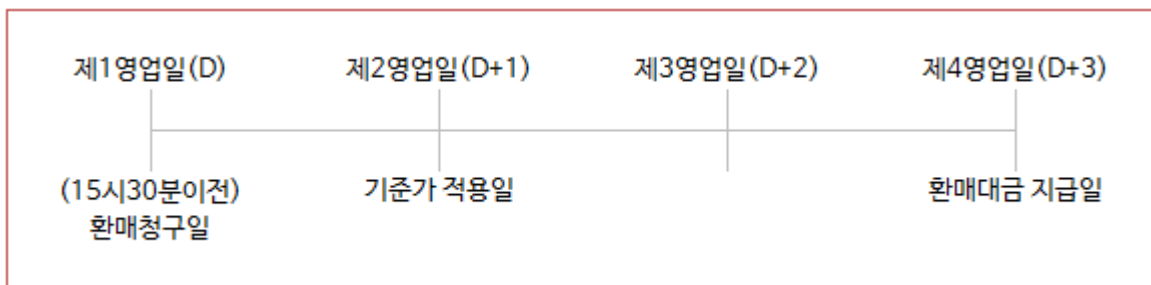 제1영업일(D) 제2영업일(D+1) 제3영업일(D+2) 제4영업일(D+3)
(15시30분이전) 기준가 적용일 환매대금 지급일
환매청구일